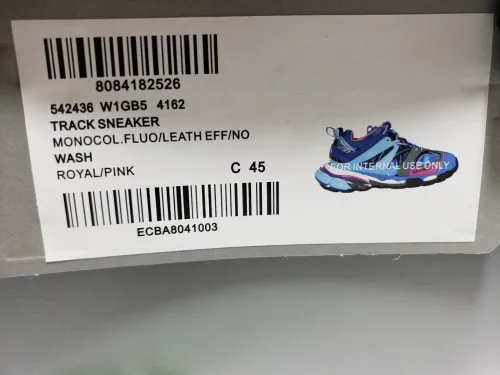 8084182526
542436 W1GB5 4162
TRACK SNEAKER
MONOCOL.FLUO/LEATH EFF/NO
WASH
ROYAL/PINK C 45
FOR INTERNAL USE ONLY
ECBA8041003